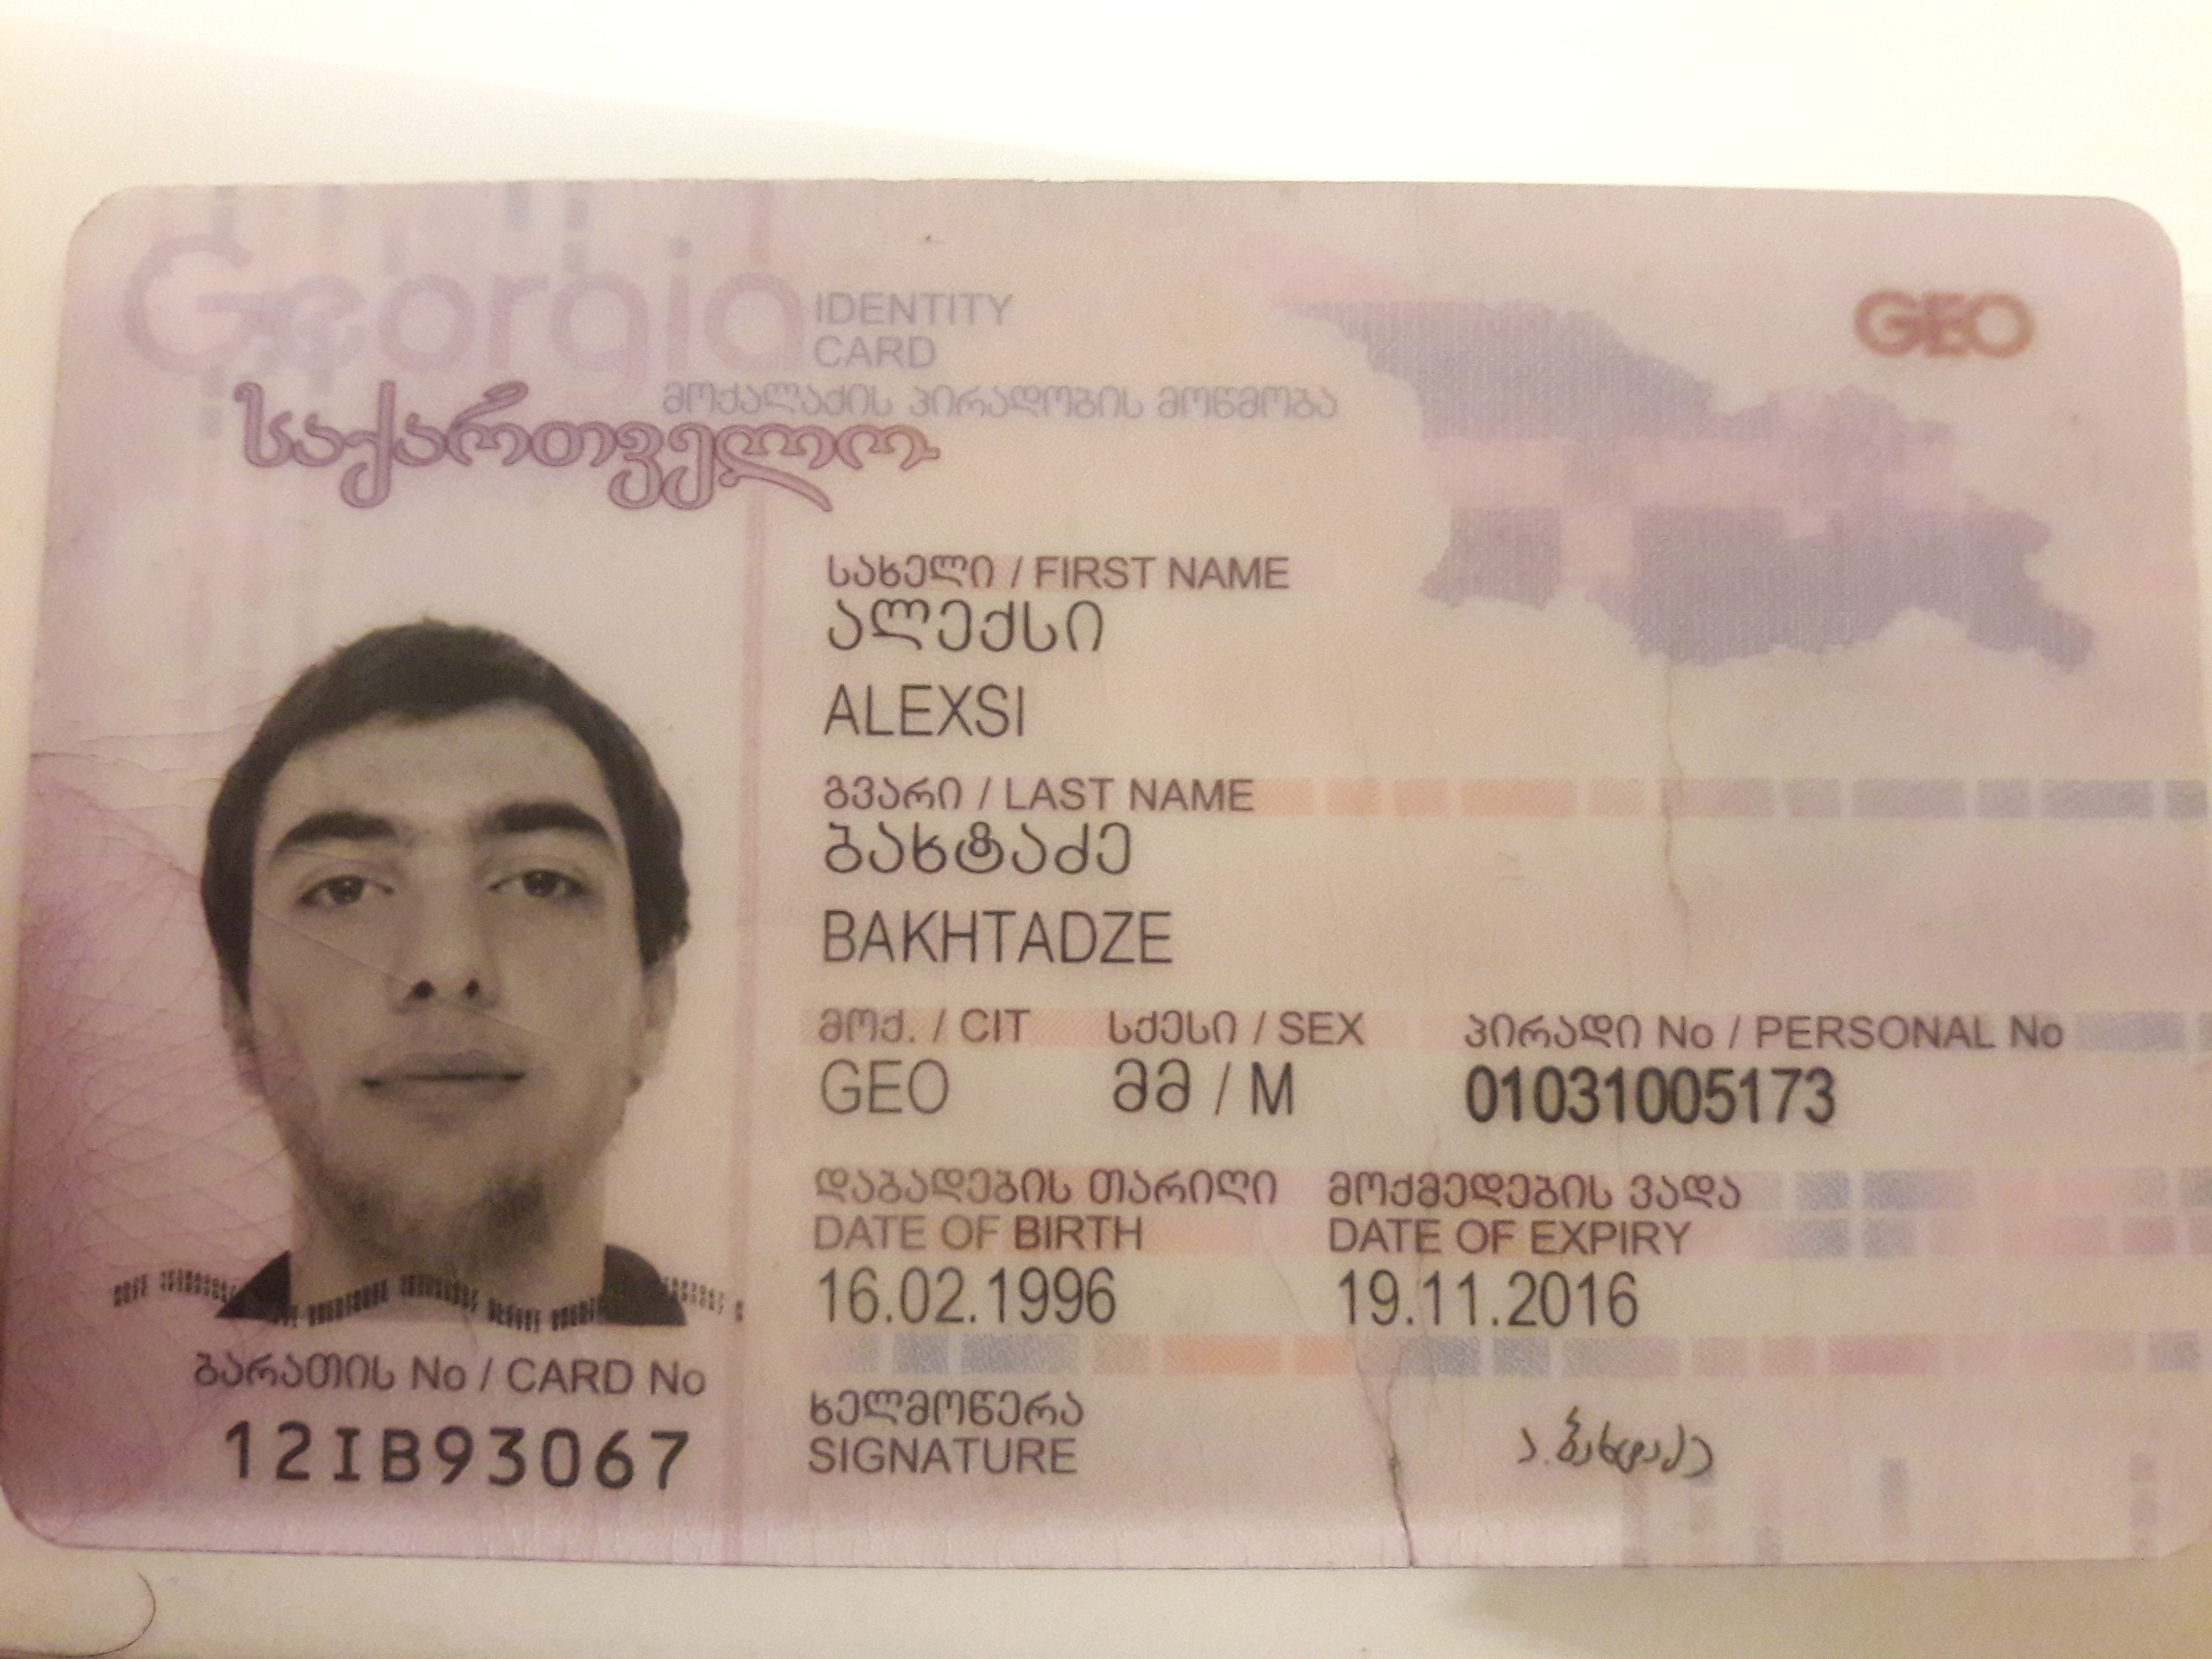 Georgia
IDENTITY
CARD
მოქალაქის პირადობის მოწმობა
საქართველო
GEO
სახელი / FIRST NAME
ალექსი
ALEXSI
გვარი / LAST NAME
ბახტაძე
BAKHTADZE
მოქ. / CIT სქესი / SEX პირადი No / PERSONAL No
GEO მმ / M 01031005173
დაბადების თარიღი მოქმედების ვადა
DATE OF BIRTH DATE OF EXPIRY
16.02.1996 19.11.2016
ბარათის No / CARD No
12IB93067
ხელმოწერა
SIGNATURE
ა. ბახტაძე